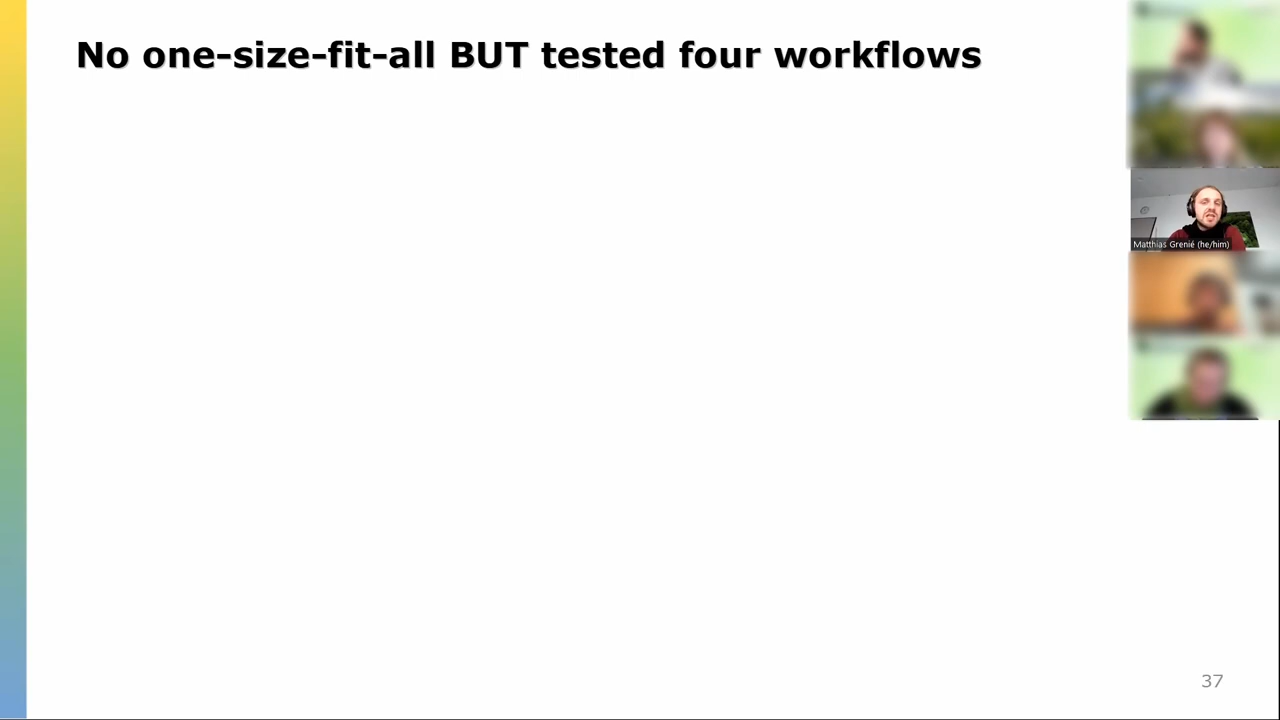 No one-size-fit-all BUT tested four workflows
Matthias Grenié (he/him)
37